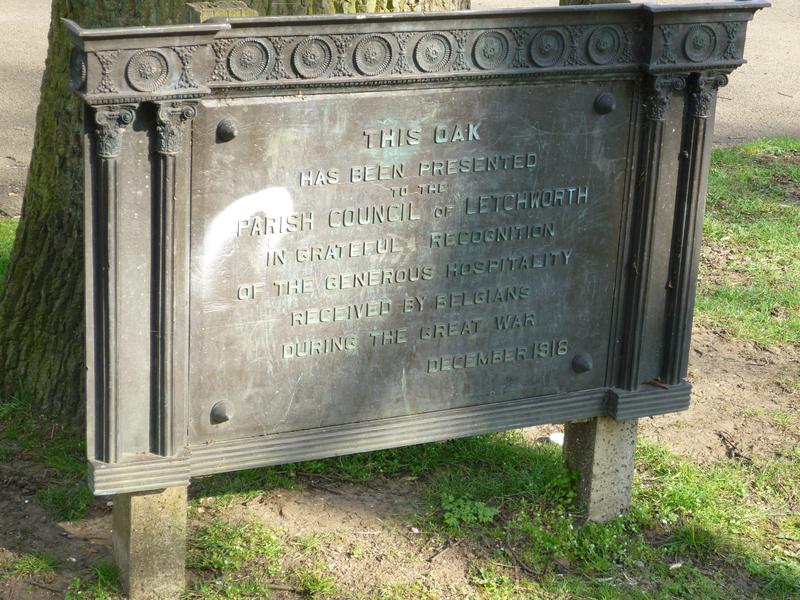 THIS OAK
HAS BEEN PRESENTED
TO THE
PARISH COUNCIL OF LETCHWORTH
IN GRATEFUL RECOGNITION
OF THE GENEROUS HOSPITALITY
RECEIVED BY BELGIANS
DURING THE GREAT WAR
DECEMBER 1918